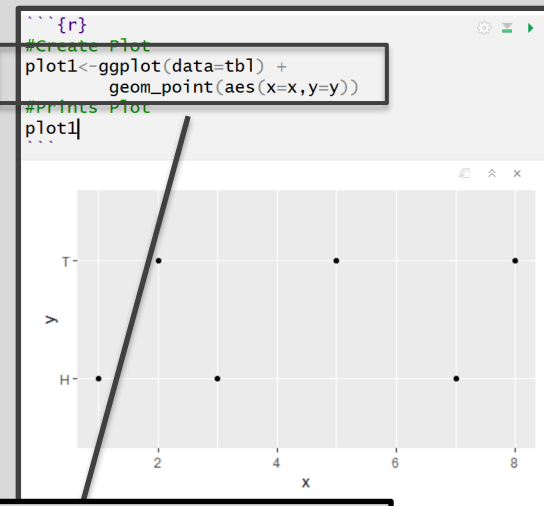 ```{r}
#Create Plot
plot1<-ggplot(data=tbl) +
geom_point(aes(x=x,y=y))
#Prints Plot
plot1
```
T
y
H
2 4 6 8
x